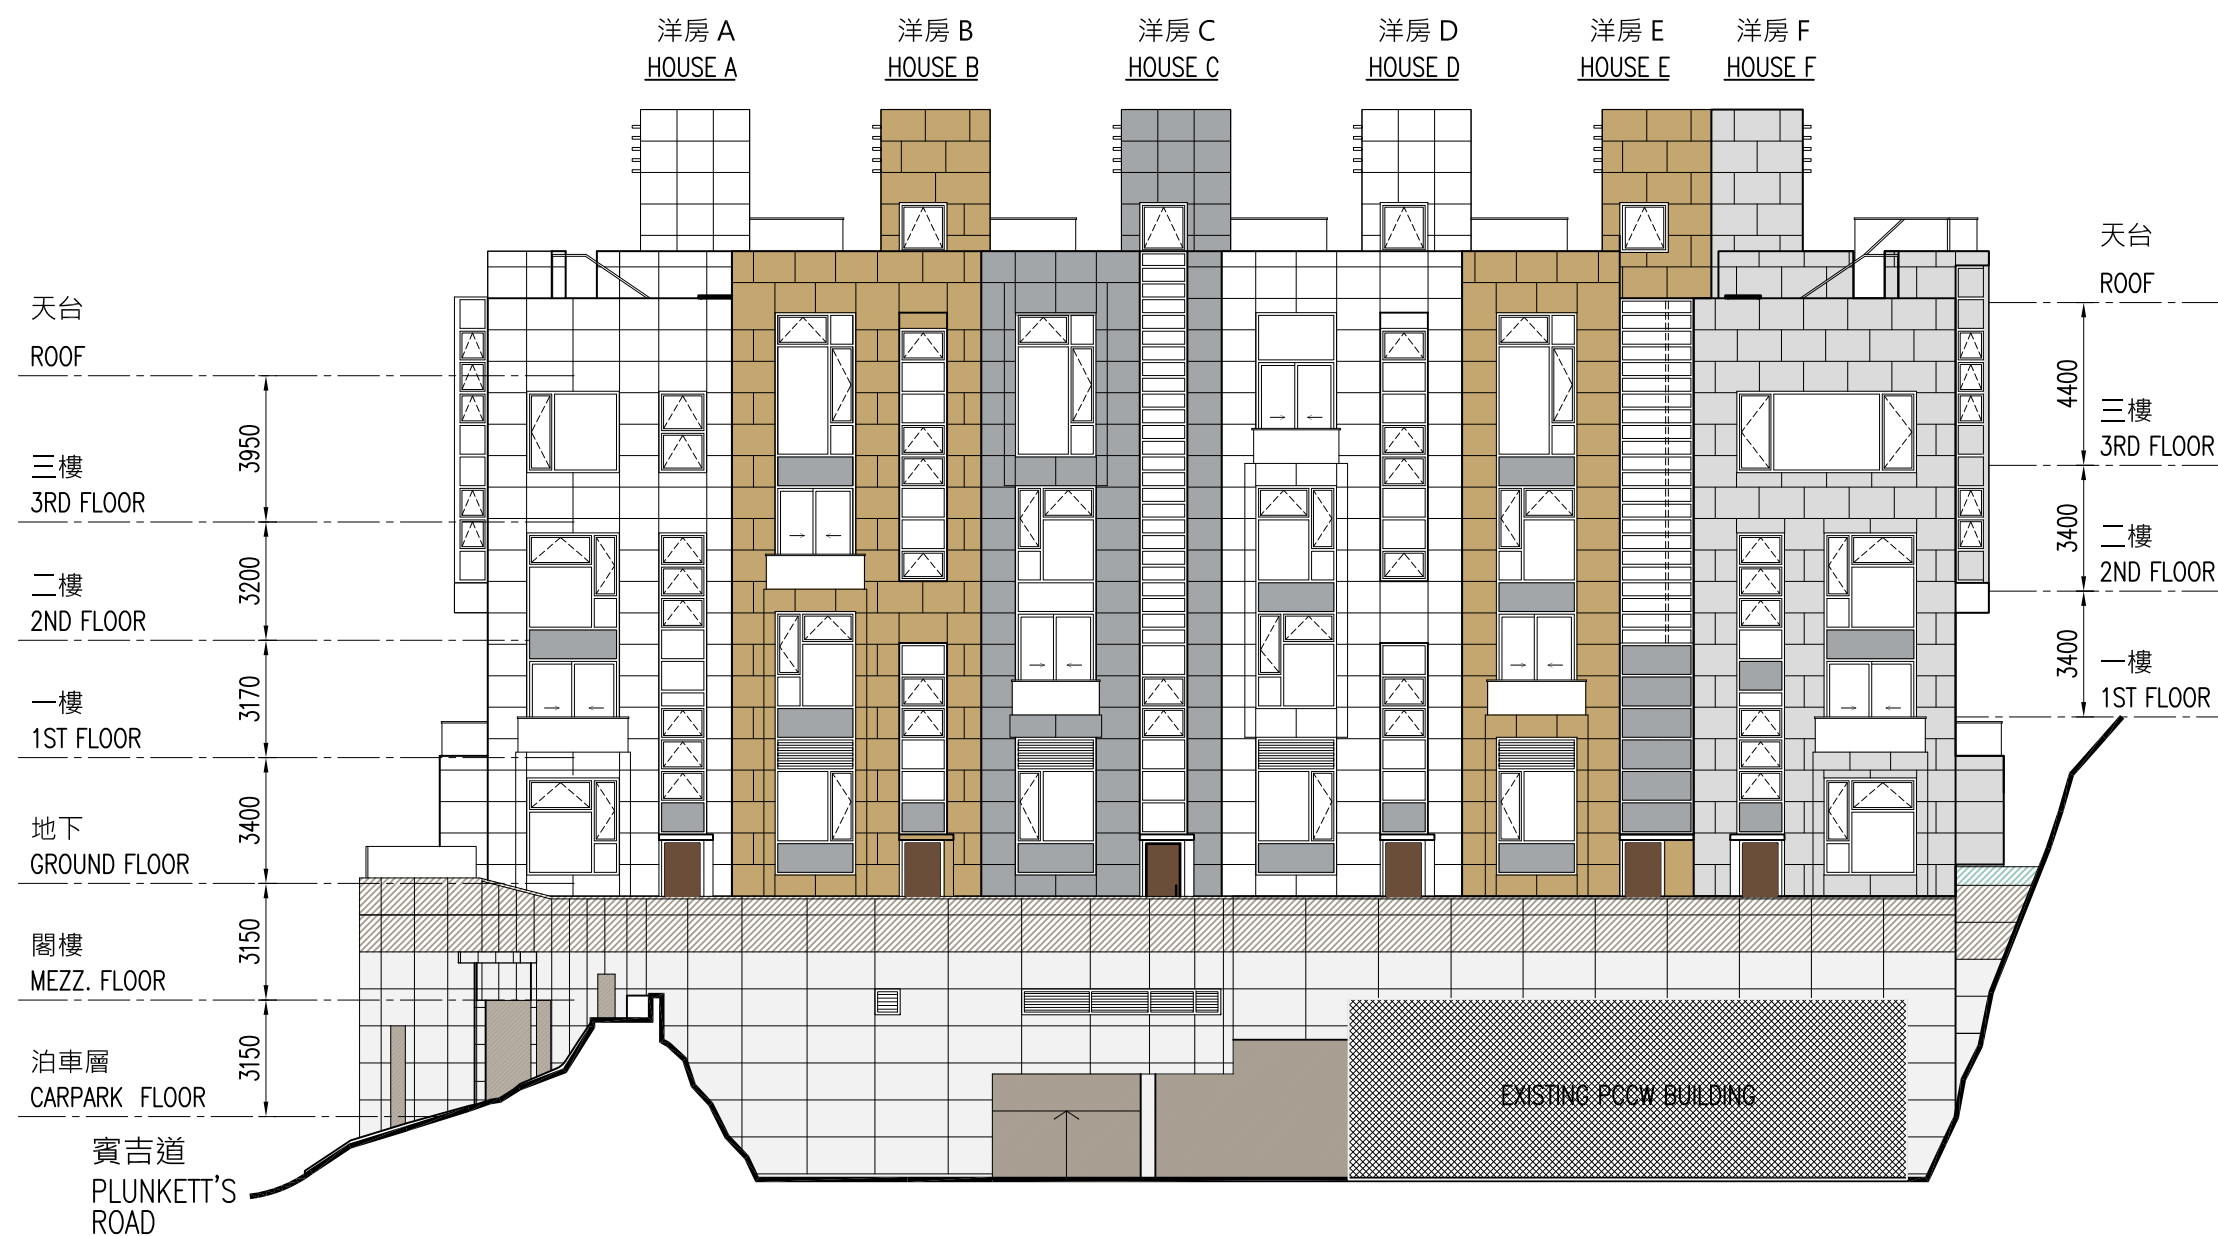 洋房 A
HOUSE A
洋房 B
HOUSE B
洋房 C
HOUSE C
洋房 D
HOUSE D
洋房 E
HOUSE E
洋房 F
HOUSE F
天台
ROOF
3950
三樓
3RD FLOOR
3200
二樓
2ND FLOOR
3170
一樓
1ST FLOOR
3400
地下
GROUND FLOOR
3150
閣樓
MEZZ. FLOOR
3150
泊車層
CARPARK FLOOR
賓吉道
PLUNKETT'S
ROAD
EXISTING PCCW BUILDING
天台
ROOF
4400
三樓
3RD FLOOR
3400
二樓
2ND FLOOR
3400
一樓
1ST FLOOR